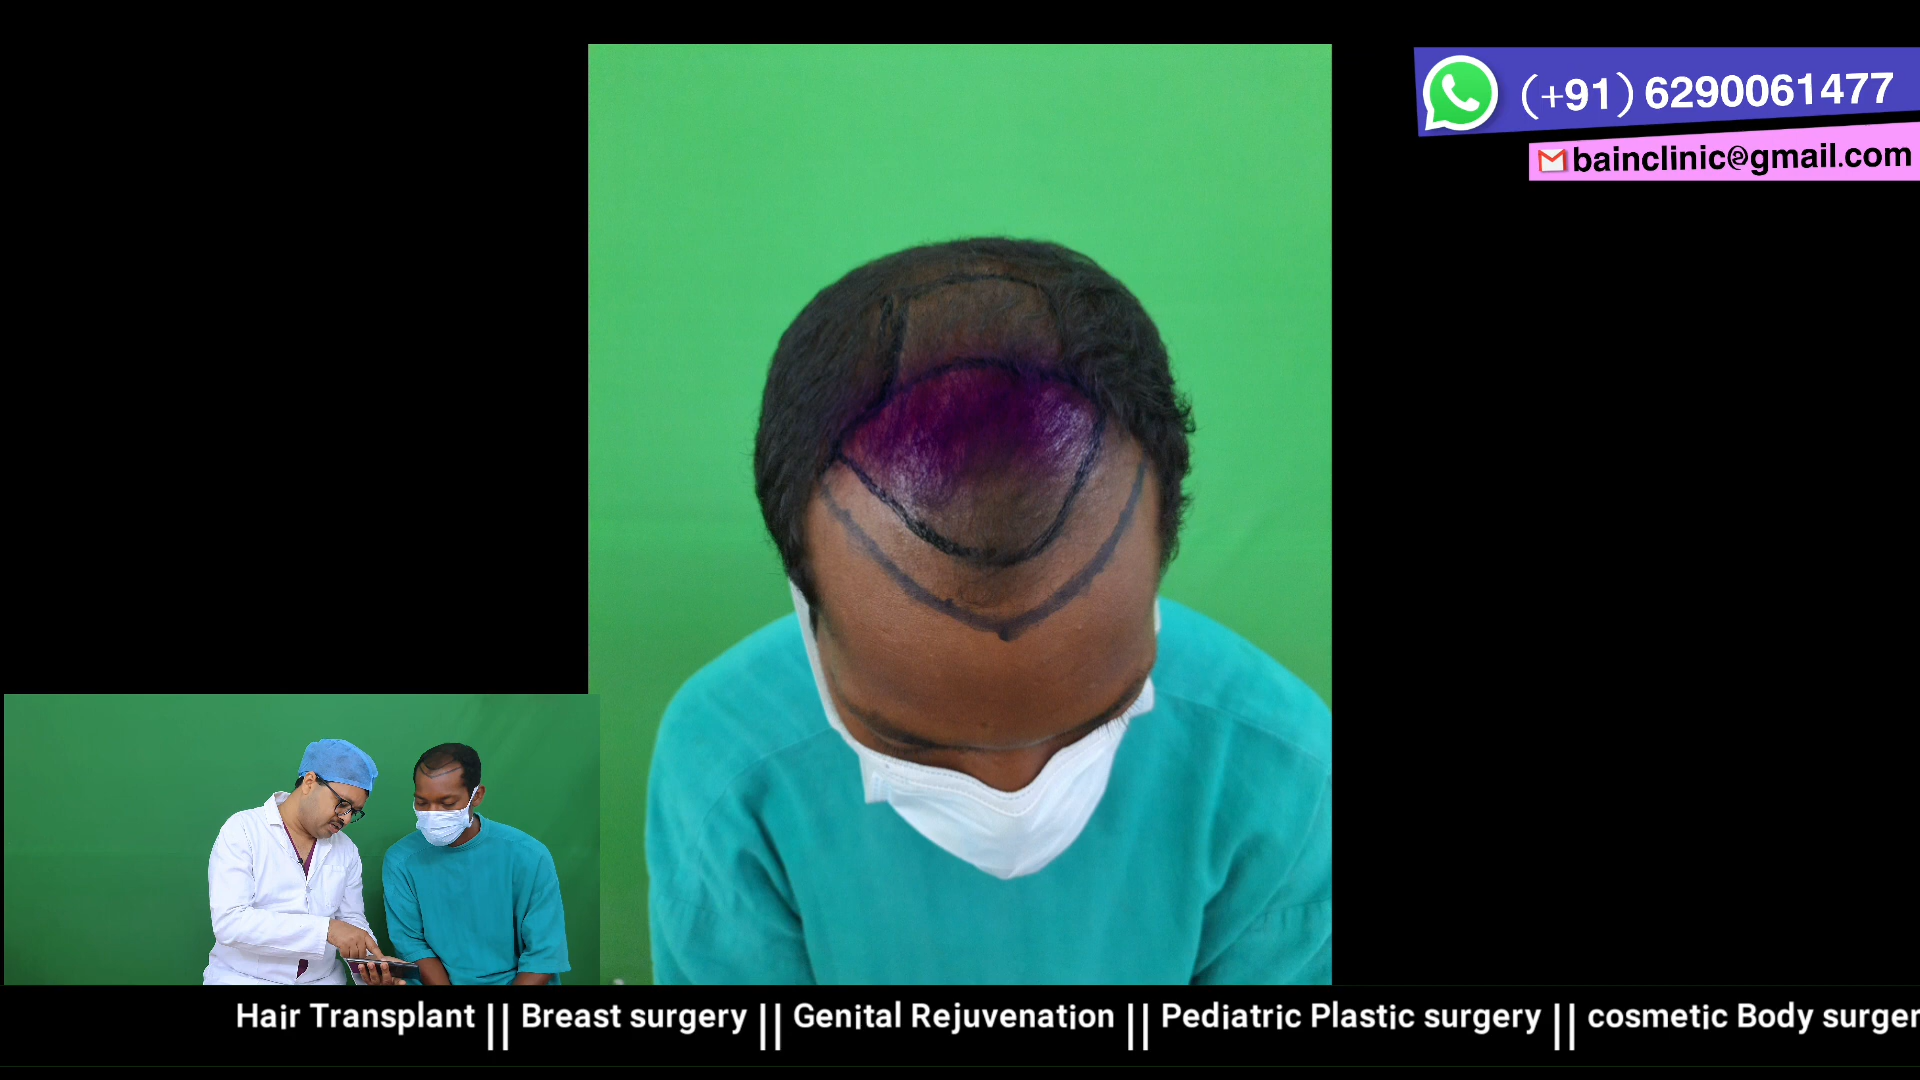 (+91) 6290061477
bainclinic@gmail.com
Hair Transplant || Breast surgery || Genital Rejuvenation || Pediatric Plastic surgery || cosmetic Body surger